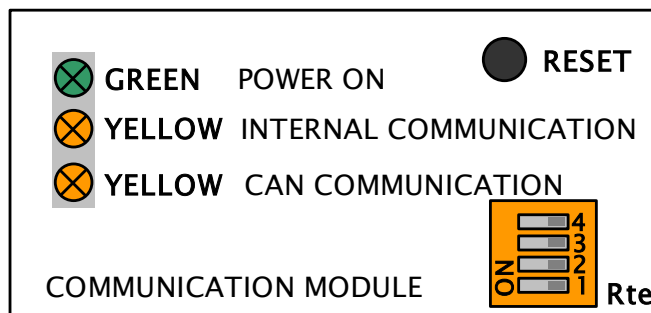 RESET
GREEN POWER ON
YELLOW INTERNAL COMMUNICATION
YELLOW CAN COMMUNICATION
4
3
2
1
ON
COMMUNICATION MODULE
Rte